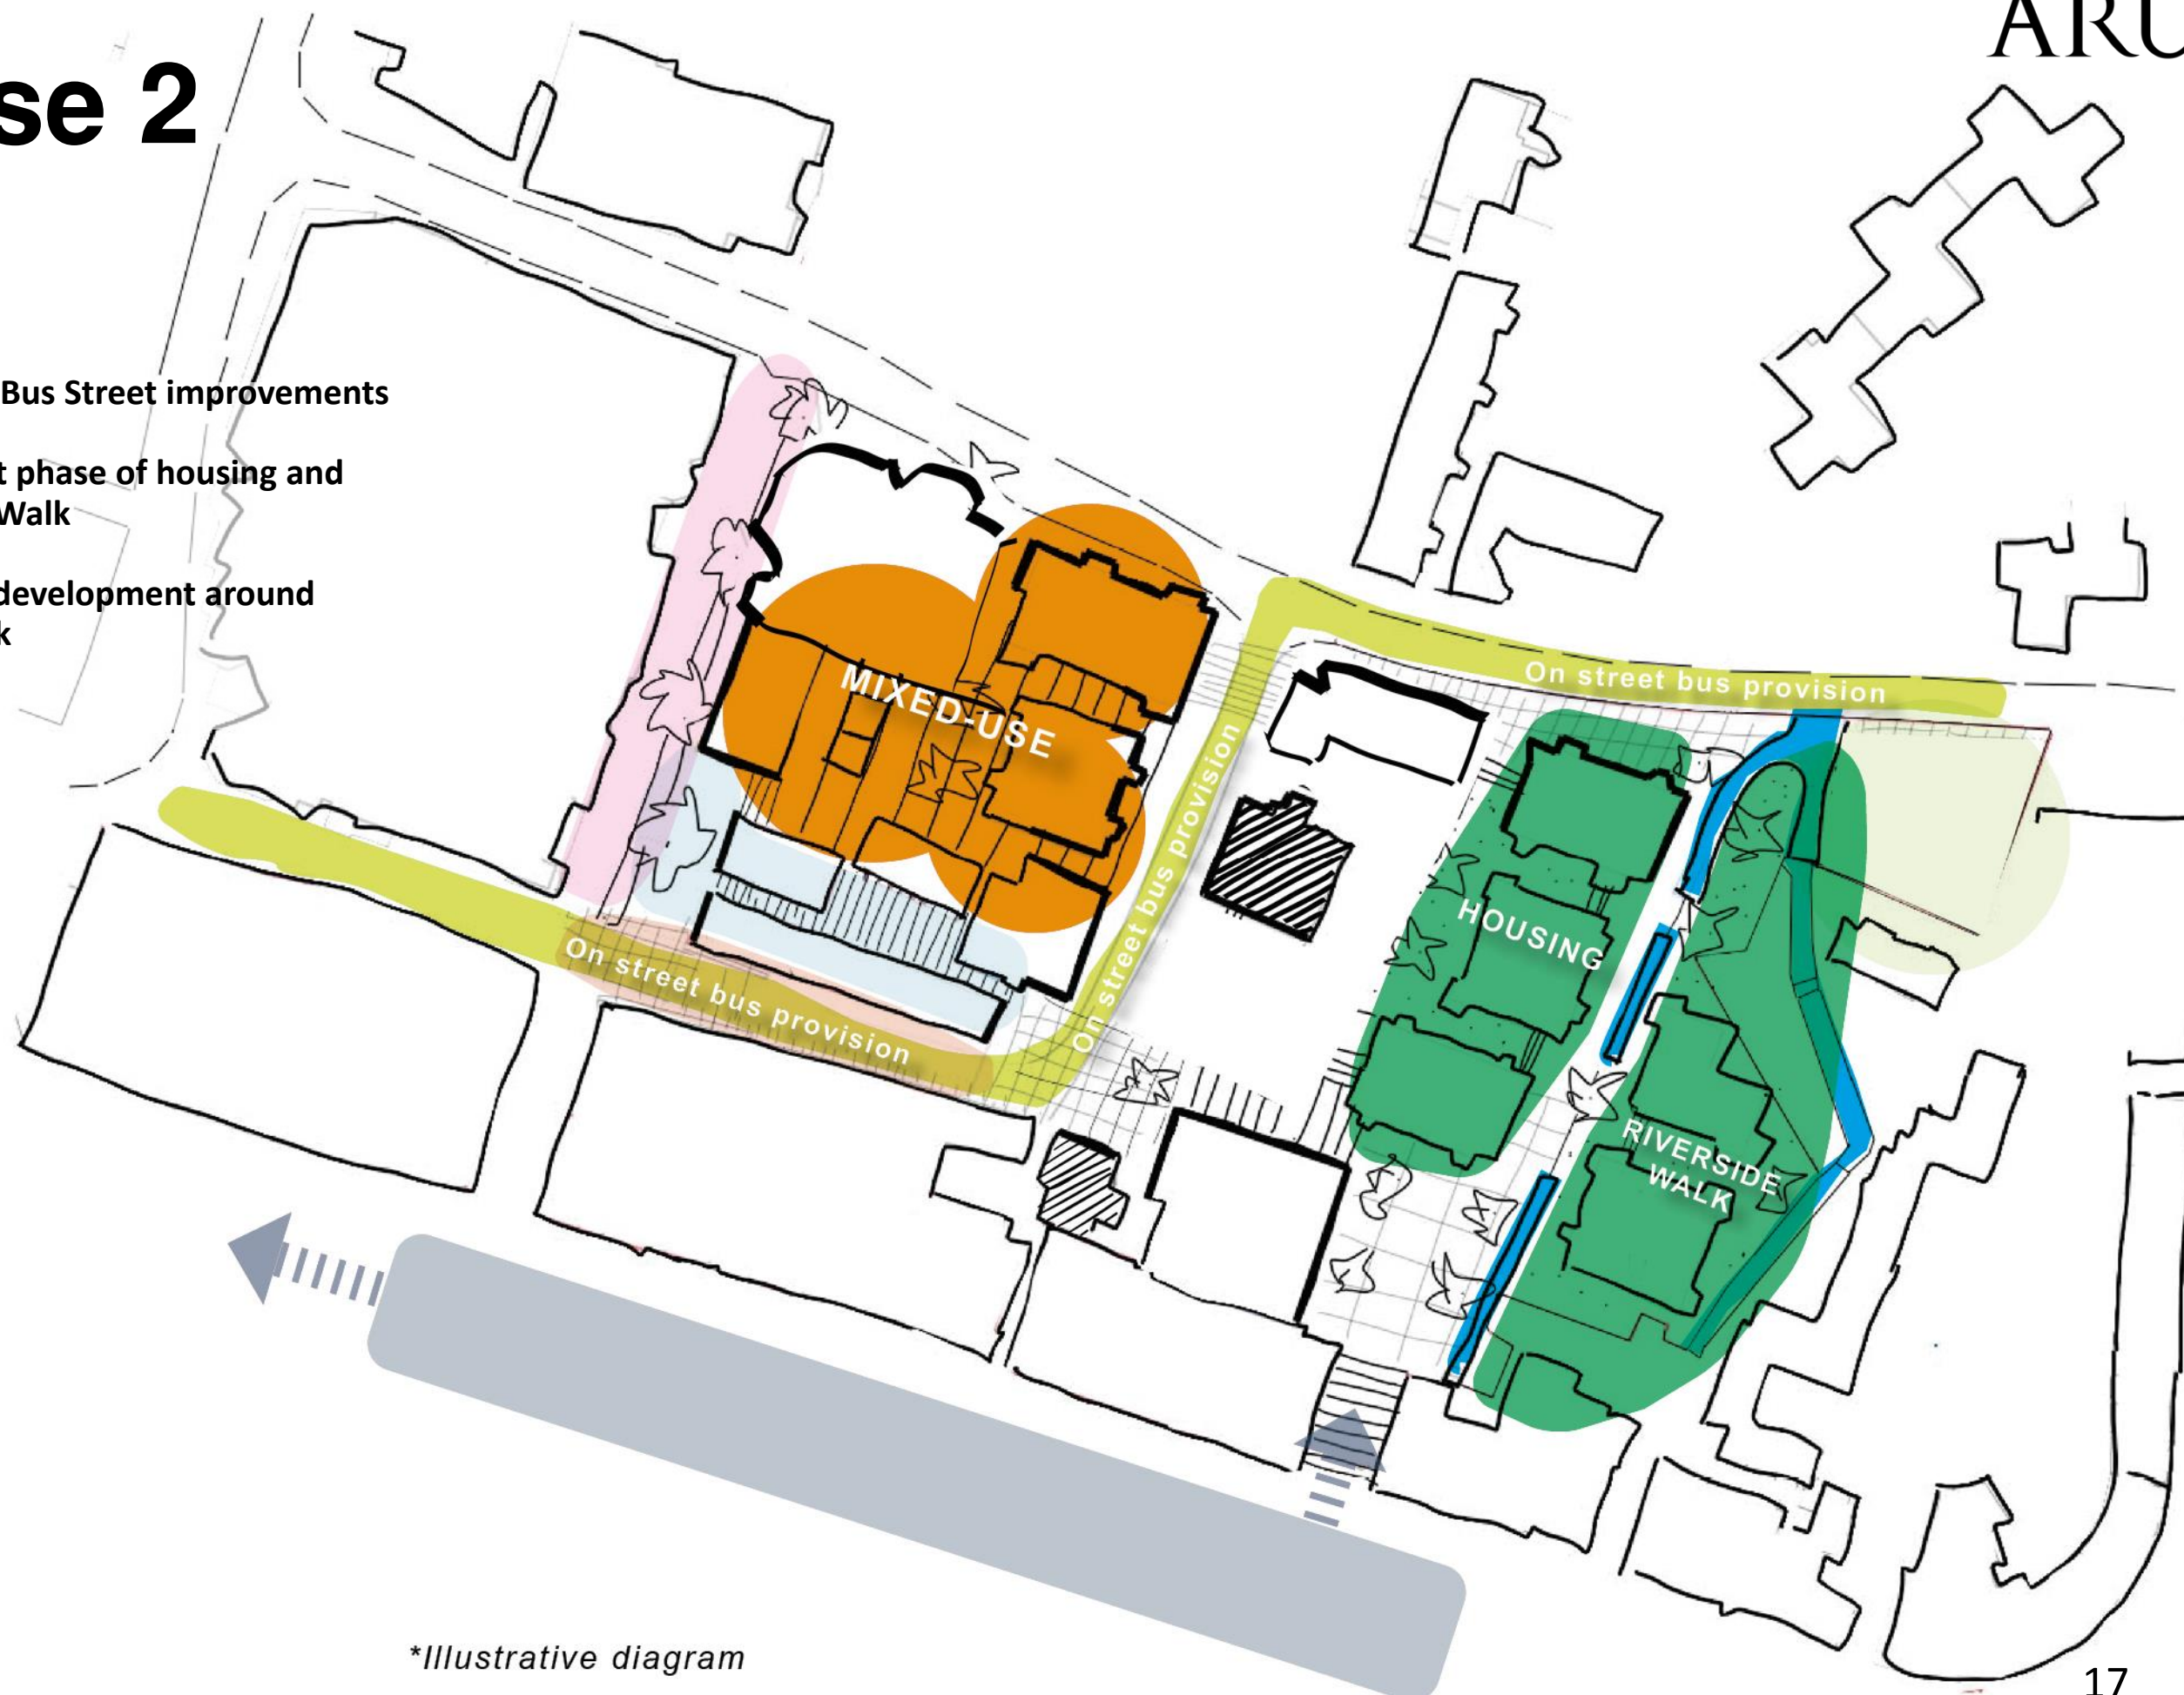 ARU
se 2
Bus Street improvements
t phase of housing and
Walk
development around
k
MIXED-USE
On street bus provision
On street bus provision
On street bus provision
HOUSING
RIVERSIDE
WALK
*Illustrative diagram
17